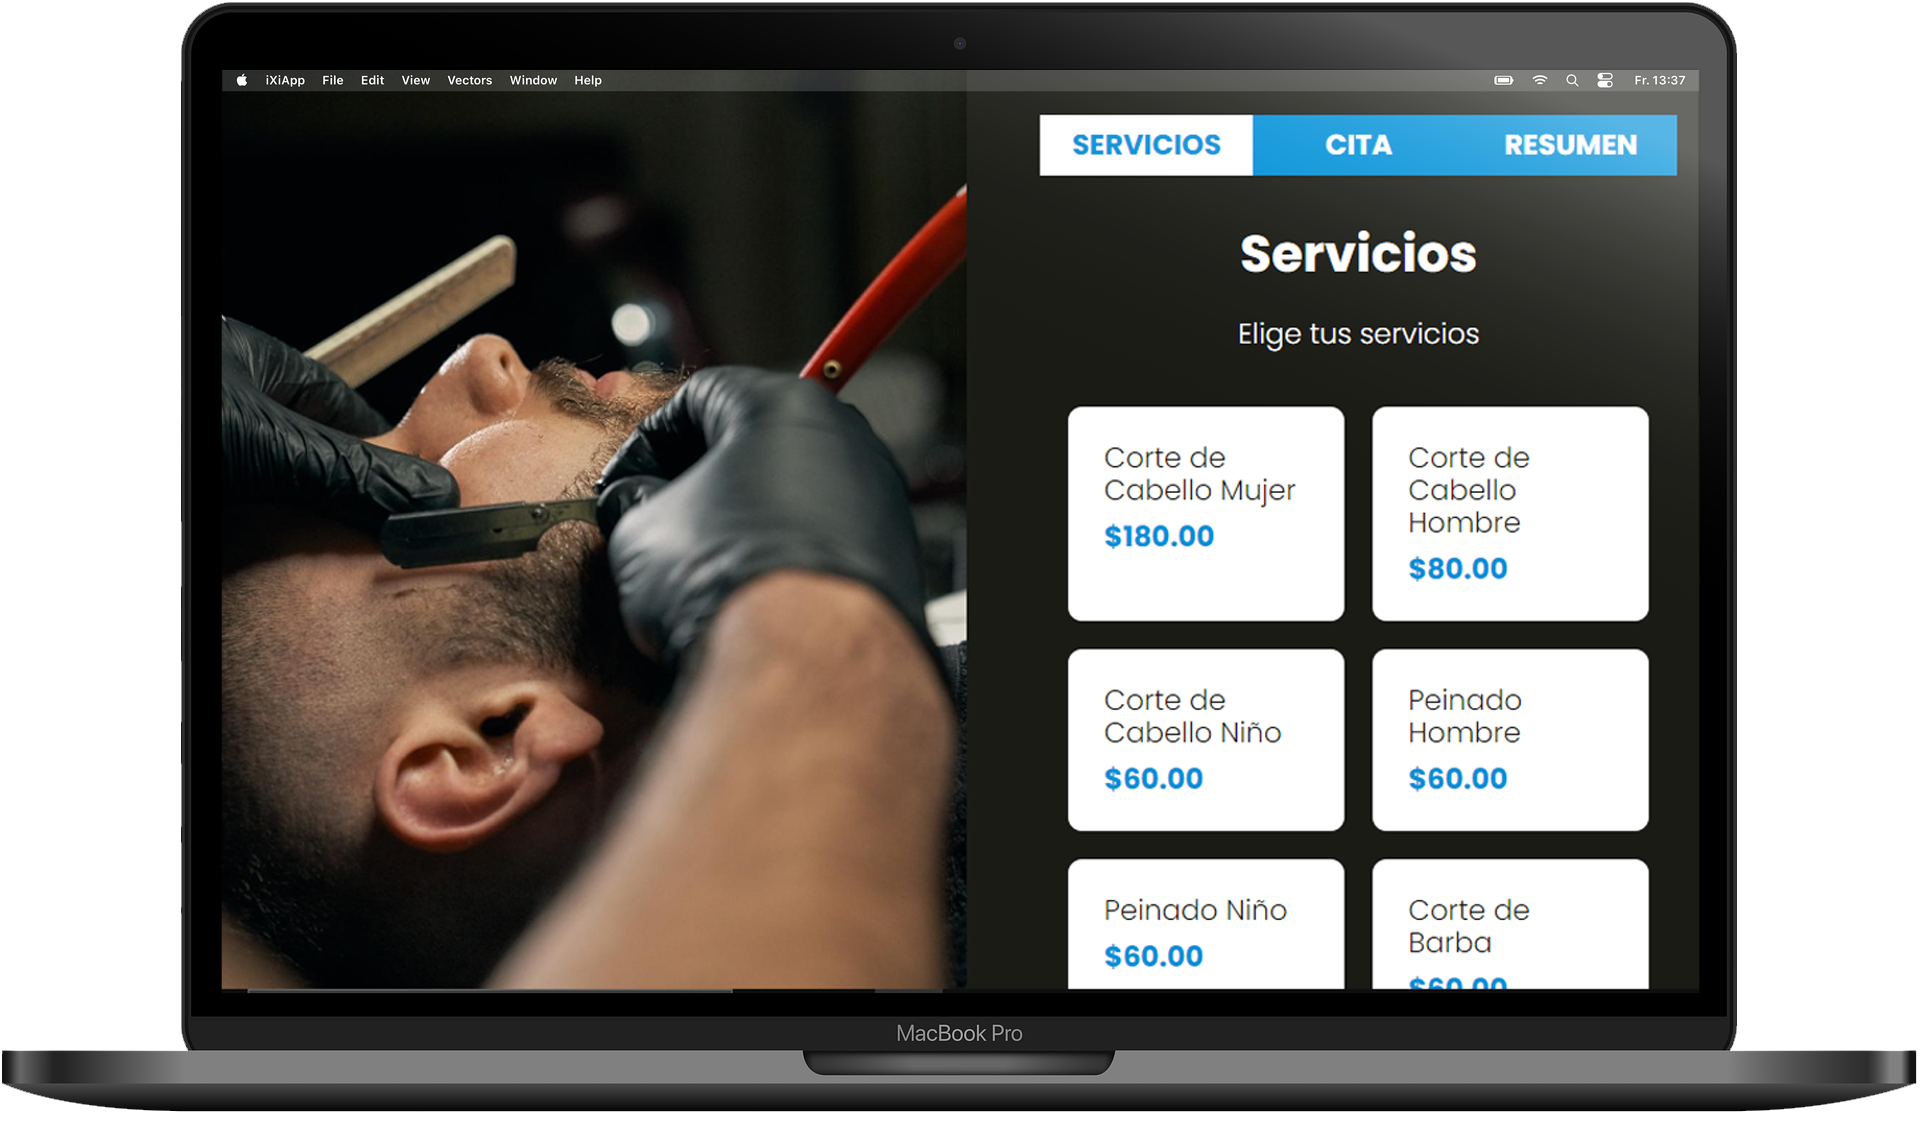 iXiApp File Edit View Vectors Window Help
Fr. 13:37
SERVICIOS CITA RESUMEN
Servicios
Elige tus servicios
Corte de
Cabello Mujer
$180.00
Corte de
Cabello
Hombre
$80.00
Corte de
Cabello Niño
$60.00
Peinado
Hombre
$60.00
Peinado Niño
$60.00
Corte de
Barba
$60.00
MacBook Pro